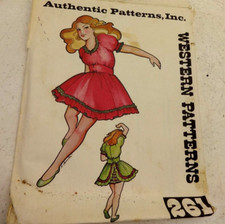 Authentic Patterns, Inc.
WESTERN PATTERNS
261